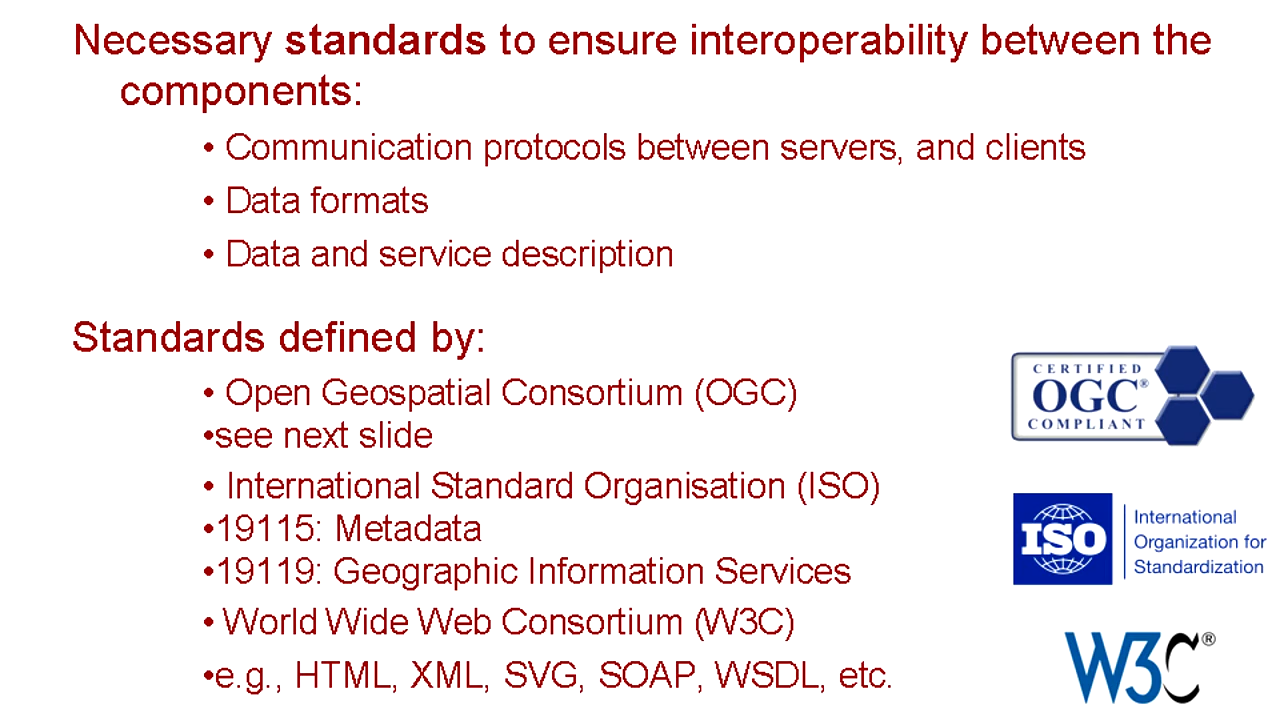 Necessary standards to ensure interoperability between the
components:
• Communication protocols between servers, and clients
• Data formats
• Data and service description
Standards defined by:
• Open Geospatial Consortium (OGC)
•see next slide
• International Standard Organisation (ISO)
•19115: Metadata
•19119: Geographic Information Services
• World Wide Web Consortium (W3C)
•e.g., HTML, XML, SVG, SOAP, WSDL, etc.
CERTIFIED
OGC®
COMPLIANT
ISO
International
Organization for
Standardization
W3C®